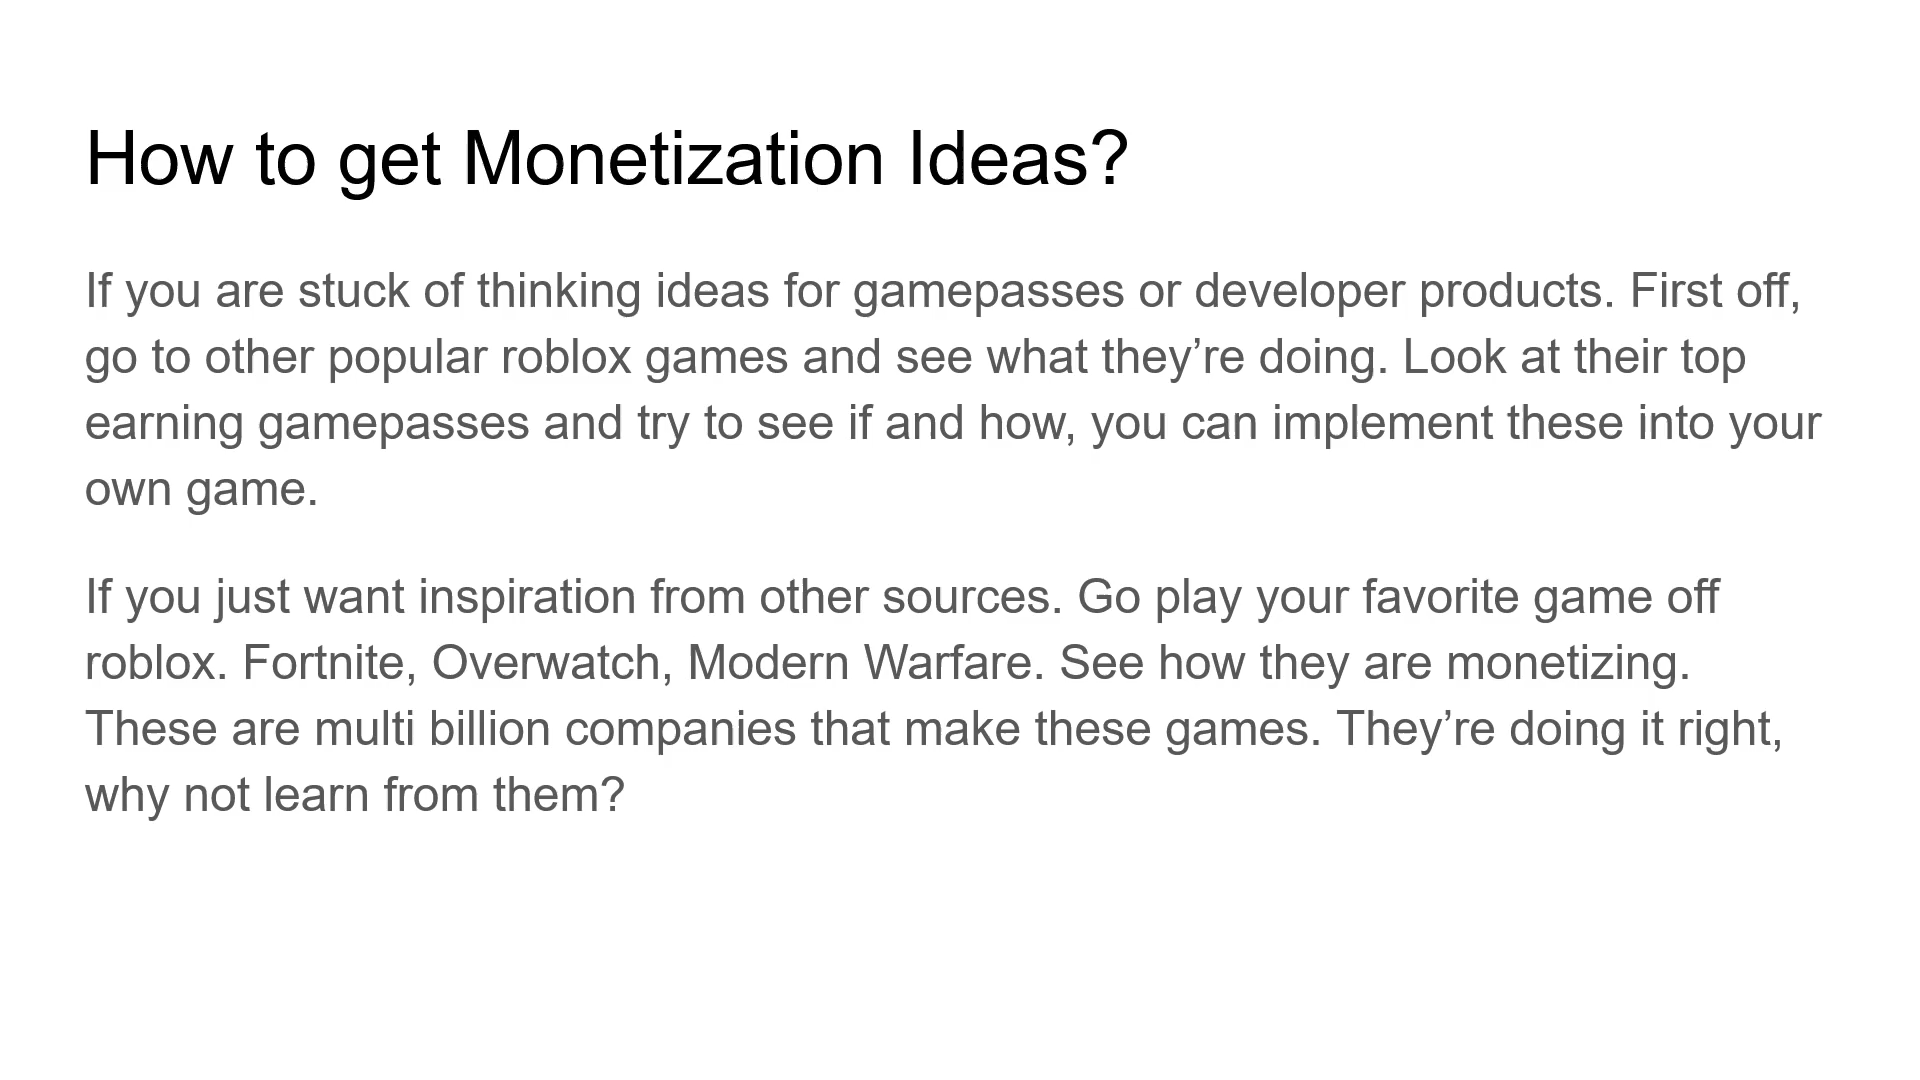 How to get Monetization Ideas?
If you are stuck of thinking ideas for gamepasses or developer products. First off,
go to other popular roblox games and see what they’re doing. Look at their top
earning gamepasses and try to see if and how, you can implement these into your
own game.
If you just want inspiration from other sources. Go play your favorite game off
roblox. Fortnite, Overwatch, Modern Warfare. See how they are monetizing.
These are multi billion companies that make these games. They’re doing it right,
why not learn from them?